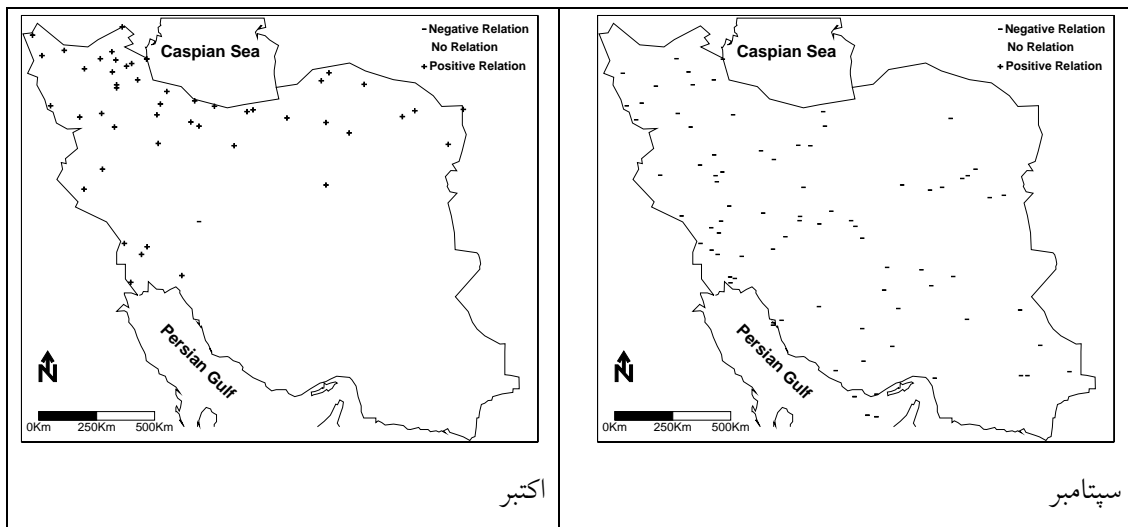 Caspian Sea
- Negative Relation
No Relation
+ Positive Relation
Persian Gulf
N
0Km 250Km 500Km
اکتبر
Caspian Sea
- Negative Relation
No Relation
+ Positive Relation
Persian Gulf
N
0Km 250Km 500Km
سپتامبر